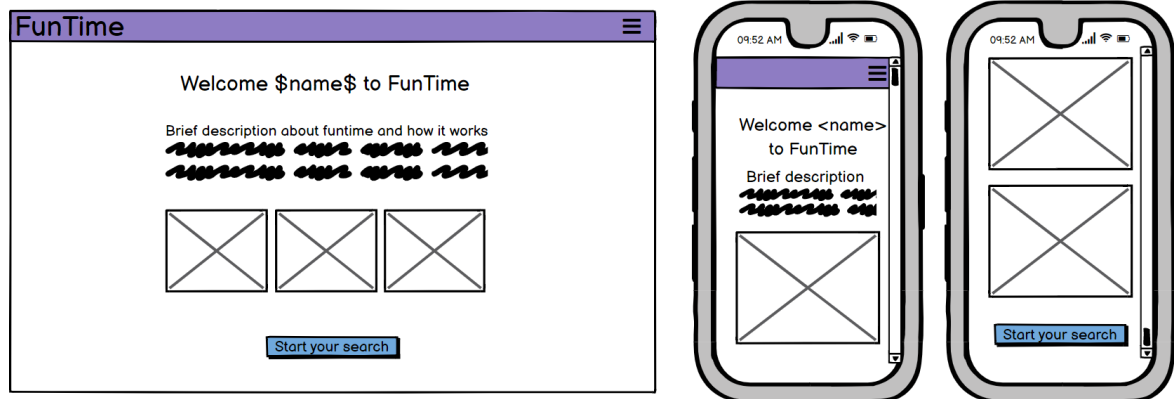 FunTime
Welcome $name$ to FunTime
Brief description about funtime and how it works
Start your search
09:52 AM
Welcome <name>
to FunTime
Brief description
09:52 AM
Start your search